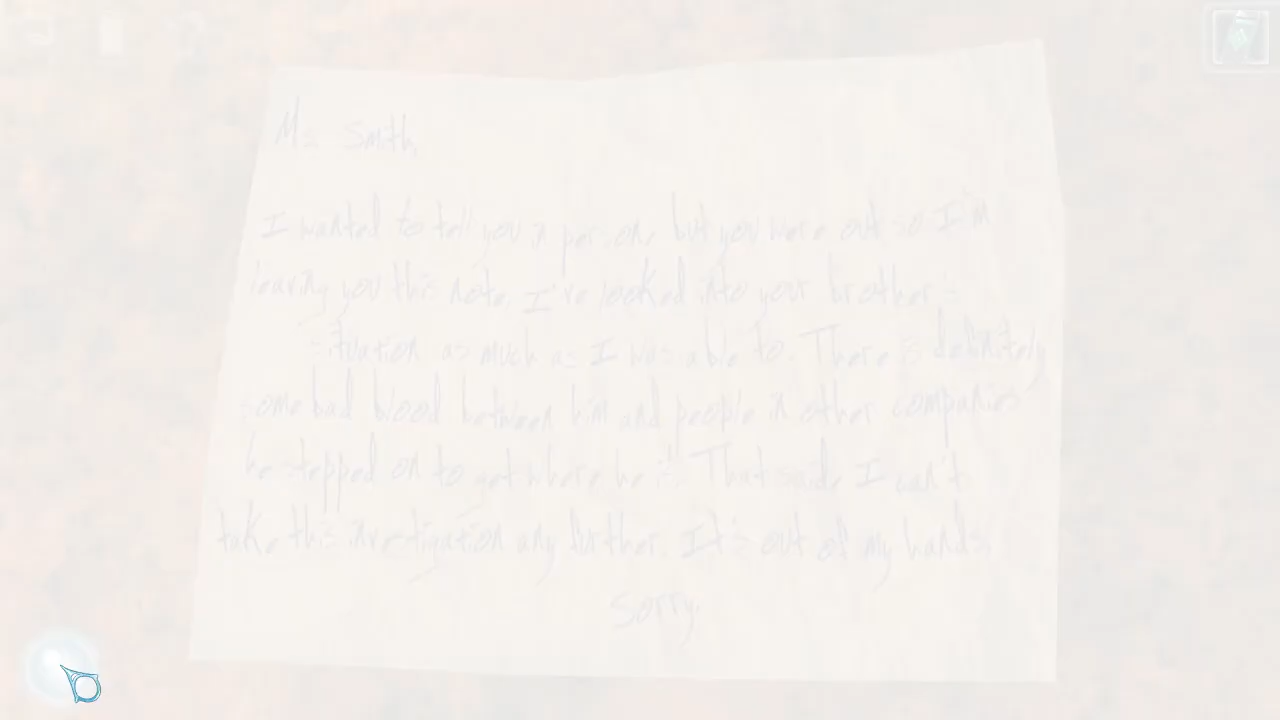 Ms Smith,
I wanted to tell you in person, but you were out so I'm
leaving you this note. I've looked into your brother's
situation as much as I was able to. There is definitely
some bad blood between him and people in other companies
he stepped on to get where he is. That said, I can't
take this investigation any further. It's out of my hands.
Sorry.